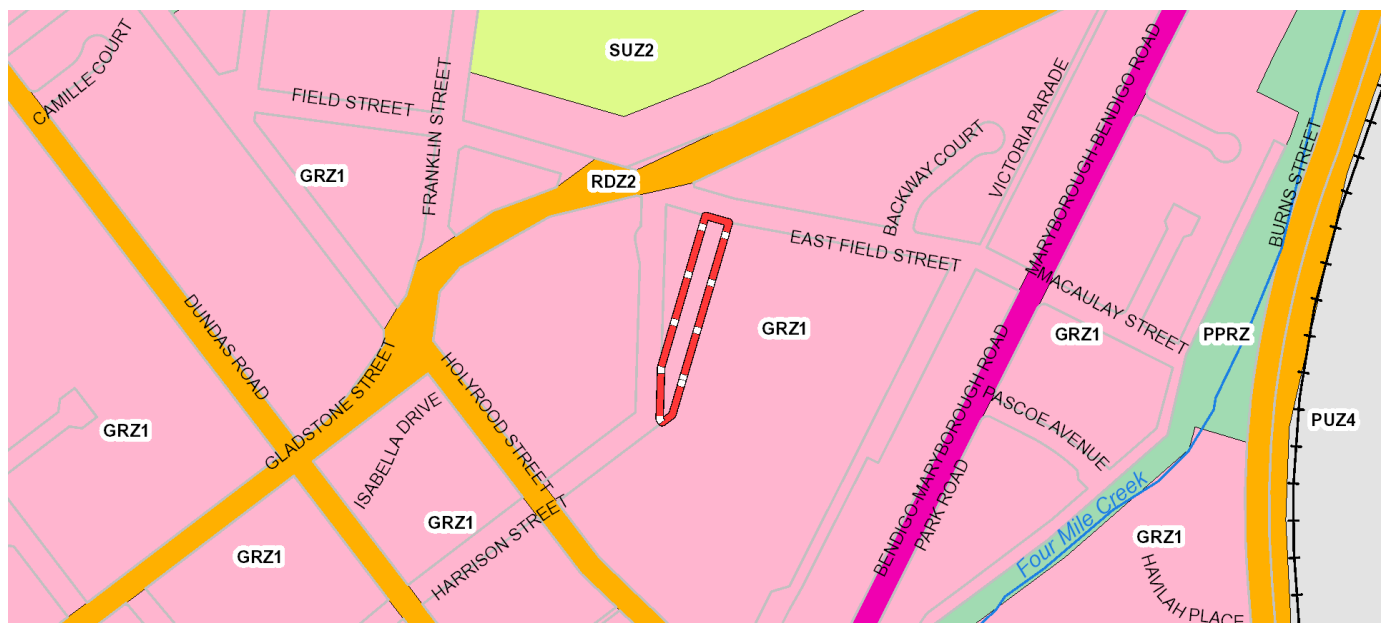 SUZ2
CAMILLE COURT
FIELD STREET
FRANKLIN STREET
GRZ1
RDZ2
BACKWAY COURT
VICTORIA PARADE
MARYBOROUGH-BENDIGO ROAD
BURNS STREET
EAST FIELD STREET
MACAULAY STREET
GRZ1
GRZ1
PPRZ
DUNDAS ROAD
GLADSTONE STREET
HOLYROOD STREET
ISABELLA DRIVE
GRZ1
PASCOE AVENUE
PUZ4
BENDIGO-MARYBOROUGH ROAD
PARK ROAD
GRZ1
GRZ1
HARRISON STREET
Four Mile Creek
GRZ1
HAVILAH PLACE